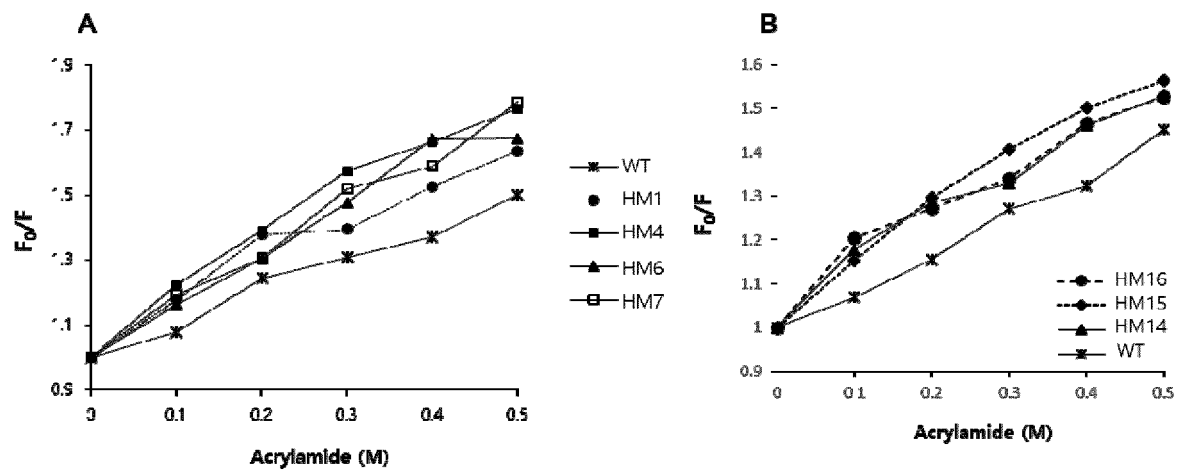 A
1.9
1.7
1.5
1.3
1.1
0.9
F0/F
0 0.1 0.2 0.3 0.4 0.5
Acrylamide (M)
WT
HM1
HM4
HM6
HM7
B
1.6
1.5
1.4
1.3
1.2
1.1
1
0.9
F0/F
0 0.1 0.2 0.3 0.4 0.5
Acrylamide (M)
HM16
HM15
HM14
WT